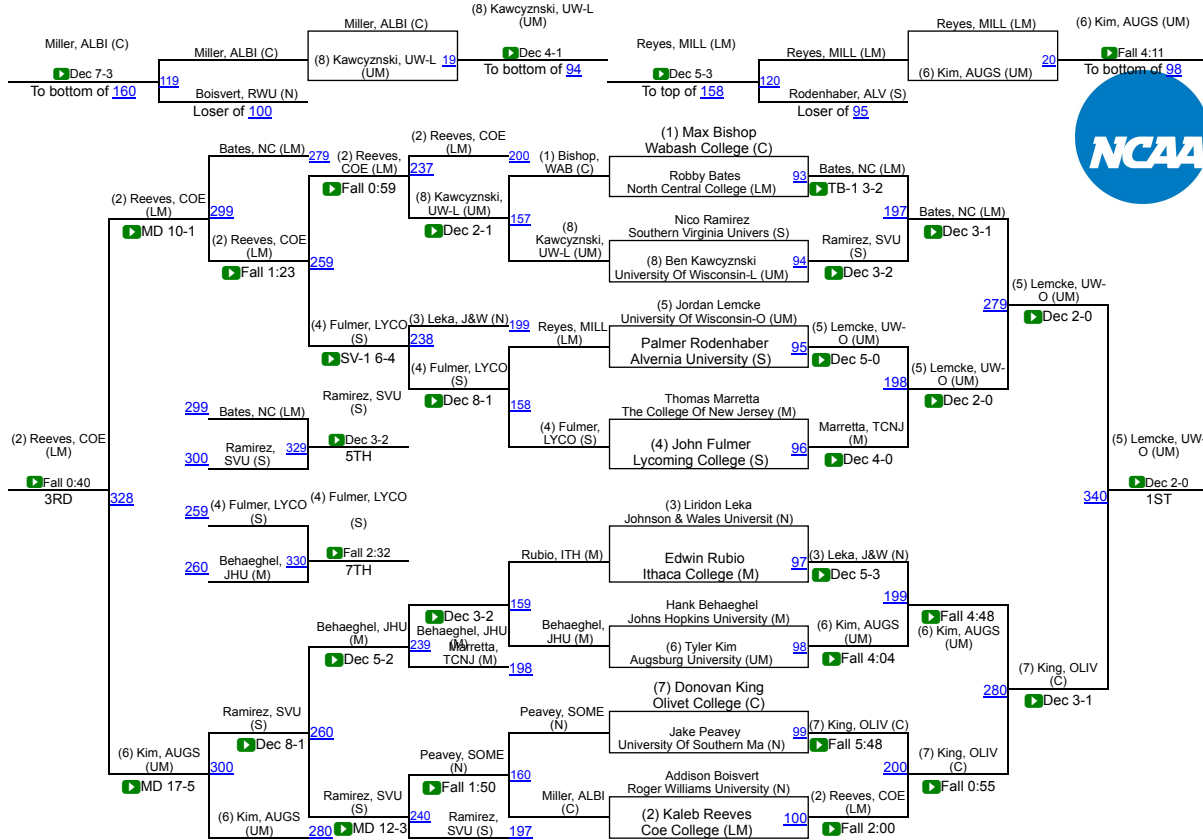 Miller, ALBI (C)
Dec 7-3
To bottom of 160
Miller, ALBI (C)
119
Boisvert, RWU (N)
Loser of 100
Miller, ALBI (C)
(8) Kawcyznski, UW-L
(UM)
19
(8) Kawcyznski, UW-L
(UM)
Dec 4-1
To bottom of 94
Reyes, MILL (LM)
Dec 5-3
To top of 158
Reyes, MILL (LM)
120
Rodenhaber, ALV (S)
Loser of 95
Reyes, MILL (LM)
(6) Kim, AUGS (UM)
20
(6) Kim, AUGS (UM)
Fall 4:11
To bottom of 98
NCAA
(1) Max Bishop
Wabash College (C)
Robby Bates
North Central College (LM)
93
Bates, NC (LM)
TB-1 3-2
Nico Ramirez
Southern Virginia Univers (S)
(8) Ben Kawcyznski
University Of Wisconsin-L (UM)
94
Ramirez, SVU
(S)
Dec 3-2
197
Bates, NC (LM)
Dec 3-1
(5) Jordan Lemcke
University Of Wisconsin-O (UM)
Palmer Rodenhaber
Alvernia University (S)
95
(5) Lemcke, UW-
O (UM)
Dec 5-0
Thomas Marretta
The College Of New Jersey (M)
(4) John Fulmer
Lycoming College (S)
96
Marretta, TCNJ
(M)
Dec 4-0
198
(5) Lemcke, UW-
O (UM)
Dec 2-0
279
(5) Lemcke, UW-
O (UM)
Dec 2-0
(3) Liridon Leka
Johnson & Wales Universit (N)
Edwin Rubio
Ithaca College (M)
97
(3) Leka, J&W (N)
Dec 5-3
Hank Behaeghel
Johns Hopkins University (M)
(6) Tyler Kim
Augsburg University (UM)
98
(6) Kim, AUGS
(UM)
Fall 4:04
199
Fall 4:48
(6) Kim, AUGS
(UM)
(7) Donovan King
Olivet College (C)
Jake Peavey
University Of Southern Ma (N)
99
(7) King, OLIV (C)
Fall 5:48
Addison Boisvert
Roger Williams University (N)
(2) Kaleb Reeves
Coe College (LM)
100
(2) Reeves, COE
(LM)
Fall 2:00
200
(7) King, OLIV
(C)
Fall 0:55
280
(7) King, OLIV
(C)
Dec 3-1
340
(5) Lemcke, UW-
O (UM)
Dec 2-0
1ST
(1) Bishop,
WAB (C)
157
(8)
Kawcyznski,
UW-L (UM)
(2) Reeves, COE
(LM)
200
237
(8) Kawcyznski,
UW-L (UM)
Dec 2-1
(2) Reeves,
COE (LM)
Fall 0:59
Bates, NC (LM)
279
299
(2) Reeves, COE
(LM)
Fall 1:23
259
(2) Reeves, COE
(LM)
MD 10-1
Reyes, MILL
(LM)
158
(4) Fulmer,
LYCO (S)
(3) Leka, J&W (N)
199
238
(4) Fulmer, LYCO
(S)
Dec 8-1
(4) Fulmer, LYCO
(S)
SV-1 6-4
299
Bates, NC (LM)
300
Ramirez,
SVU (S)
329
Ramirez, SVU
(S)
Dec 3-2
5TH
259
(4) Fulmer, LYCO
(S)
260
Behaeghel,
JHU (M)
330
(4) Fulmer, LYCO
(S)
Fall 2:32
7TH
(2) Reeves, COE
(LM)
Fall 0:40
3RD
328
Rubio, ITH (M)
159
Behaeghel,
JHU (M)
Dec 3-2
Behaeghel, JHU
(M)
239
Marretta,
TCNJ (M)
198
Behaeghel, JHU
(M)
Dec 5-2
260
Ramirez, SVU
(S)
Dec 8-1
Peavey, SOME
(N)
160
Miller, ALBI
(C)
Peavey, SOME
(N)
Fall 1:50
240
Ramirez,
SVU (S)
197
Ramirez, SVU
(S)
MD 12-3
(6) Kim, AUGS
(UM)
MD 17-5
300
(6) Kim, AUGS
(UM)
280